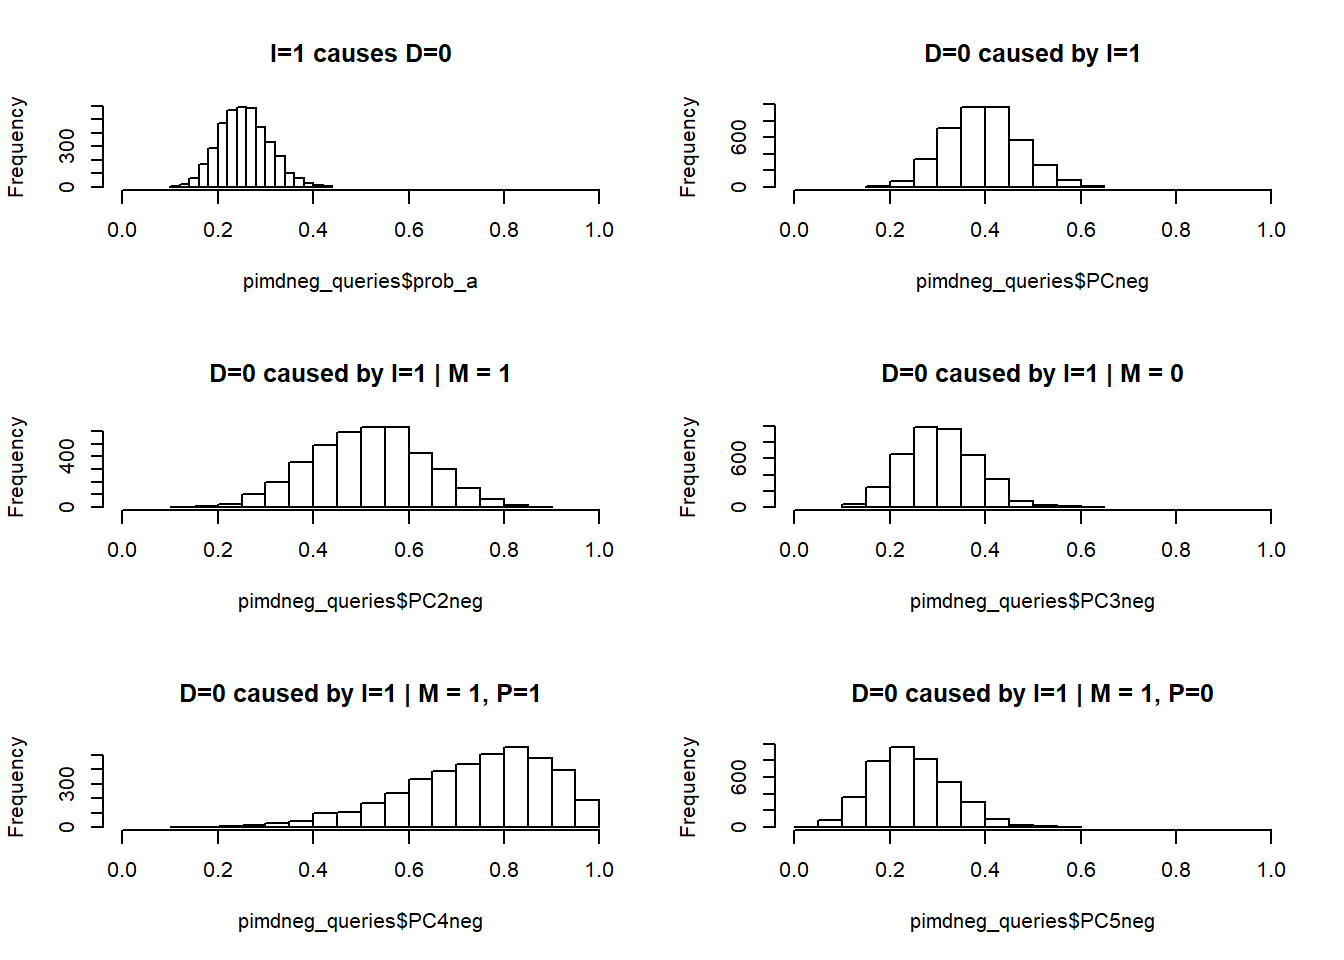 I=1 causes D=0
Frequency
300
0
0.0 0.2 0.4 0.6 0.8 1.0
pimdneg_queries$prob_a
D=0 caused by I=1
Frequency
600
0
0.0 0.2 0.4 0.6 0.8 1.0
pimdneg_queries$PCneg
D=0 caused by I=1 | M = 1
Frequency
400
0
0.0 0.2 0.4 0.6 0.8 1.0
pimdneg_queries$PC2neg
D=0 caused by I=1 | M = 0
Frequency
600
0
0.0 0.2 0.4 0.6 0.8 1.0
pimdneg_queries$PC3neg
D=0 caused by I=1 | M = 1, P=1
Frequency
300
0
0.0 0.2 0.4 0.6 0.8 1.0
pimdneg_queries$PC4neg
D=0 caused by I=1 | M = 1, P=0
Frequency
600
0
0.0 0.2 0.4 0.6 0.8 1.0
pimdneg_queries$PC5neg